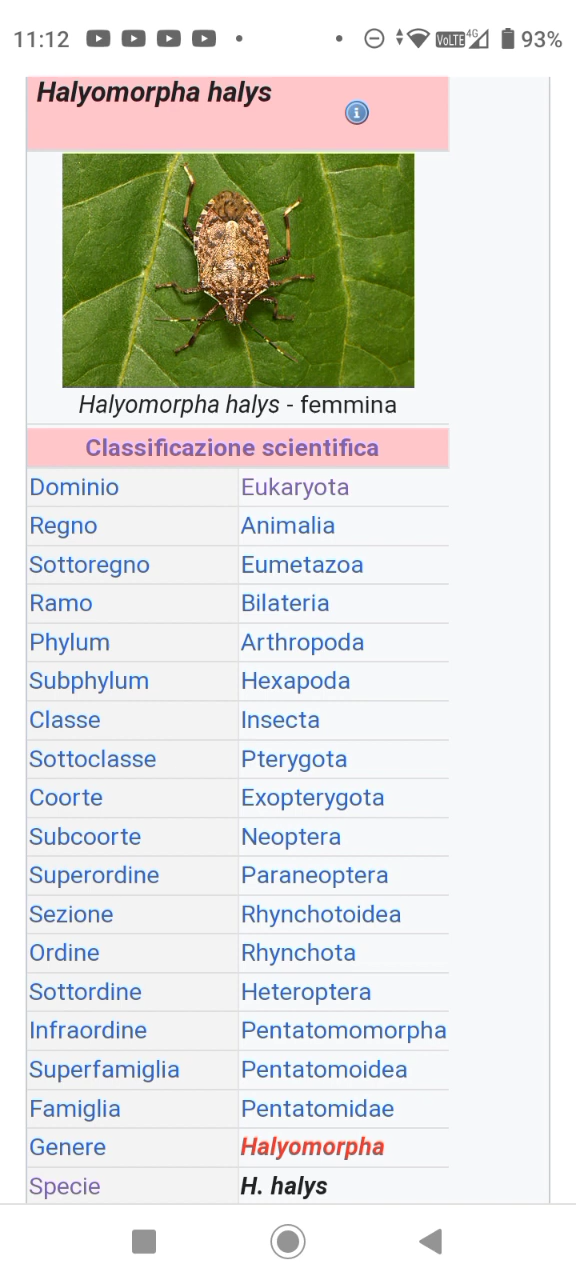 11:12 VoLTE 4G 93%
Halyomorpha halys
Halyomorpha halys - femmina
Classificazione scientifica
Dominio Eukaryota
Regno Animalia
Sottoregno Eumetazoa
Ramo Bilateria
Phylum Arthropoda
Subphylum Hexapoda
Classe Insecta
Sottoclasse Pterygota
Coorte Exopterygota
Subcoorte Neoptera
Superordine Paraneoptera
Sezione Rhynchotoidea
Ordine Rhynchota
Sottordine Heteroptera
Infraordine Pentatomomorpha
Superfamiglia Pentatomoidea
Famiglia Pentatomidae
Genere Halyomorpha
Specie H. halys